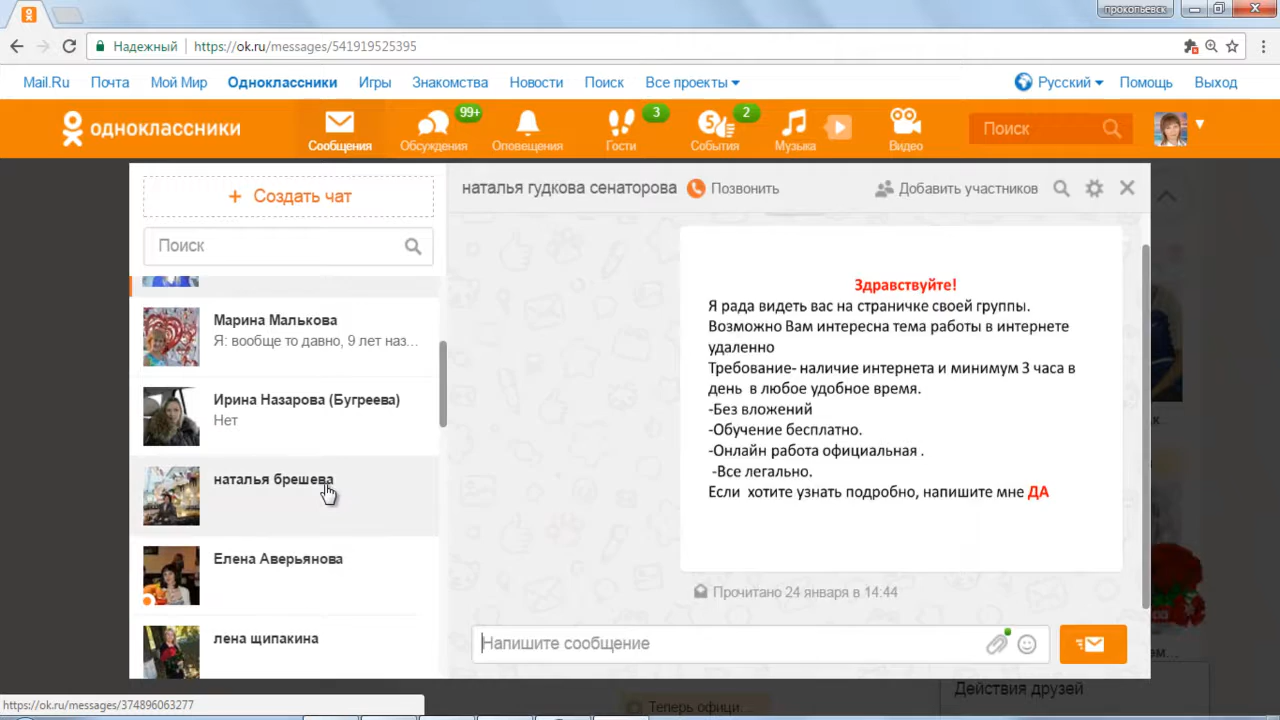 прокопьевск
Надежный
https://ok.ru/messages/541919525395
Mail.Ru Почта Мой Мир Одноклассники Игры Знакомства Новости Поиск Все проекты Русский Помощь Выход
одноклассники
Сообщения
99+
Обсуждения
Оповещения
3
Гости
5
2
События
Музыка
Видео
Поиск
+ Создать чат
Поиск
Марина Малькова
Я: вообще то давно, 9 лет наз...
Ирина Назарова (Бугреева)
Нет
наталья брешева
Елена Аверьянова
лена щипакина
наталья гудкова сенаторова
Позвонить
Добавить участников
Здравствуйте!
Я рада видеть вас на страничке своей группы.
Возможно Вам интересна тема работы в интернете
удаленно
Требование- наличие интернета и минимум 3 часа в
день в любое удобное время.
-Без вложений
-Обучение бесплатно.
-Онлайн работа официальная .
-Все легально.
Если хотите узнать подробно, напишите мне ДА
Прочитано 24 января в 14:44
Напишите сообщение
Действия друзей
Теперь офици...
https://ok.ru/messages/374896063277